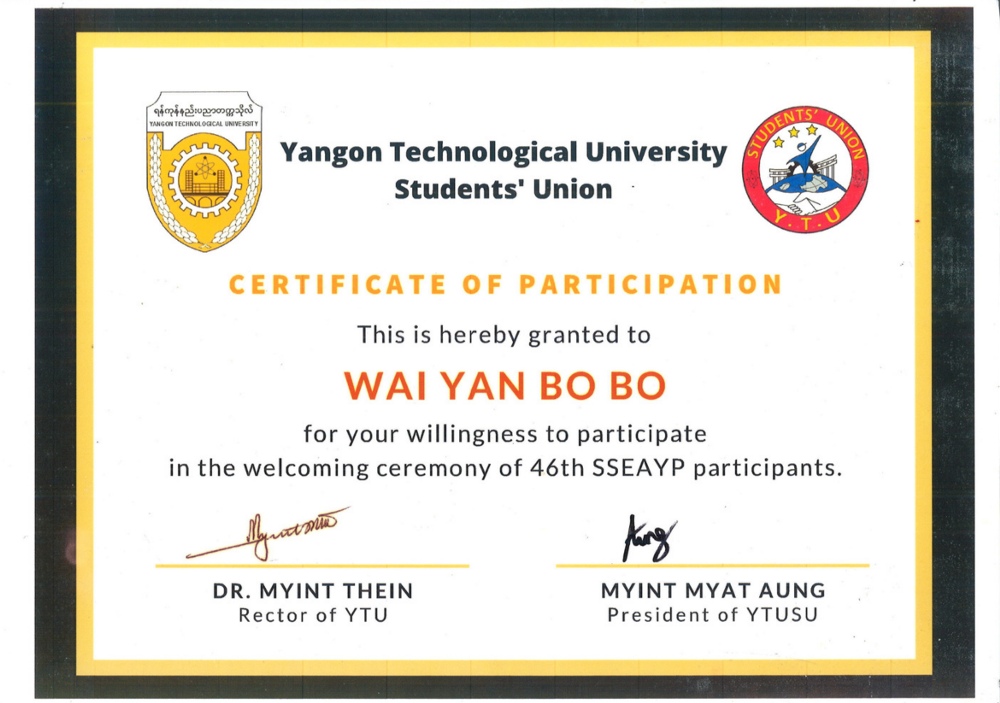 ရန်ကုန်နည်းပညာတက္ကသိုလ်
YANGON TECHNOLOGICAL UNIVERSITY
Yangon Technological University
Students' Union
STUDENTS' UNION
Y.T.U
CERTIFICATE OF PARTICIPATION
This is hereby granted to
WAI YAN BO BO
for your willingness to participate
in the welcoming ceremony of 46th SSEAYP participants.
DR. MYINT THEIN
Rector of YTU
MYINT MYAT AUNG
President of YTUSU